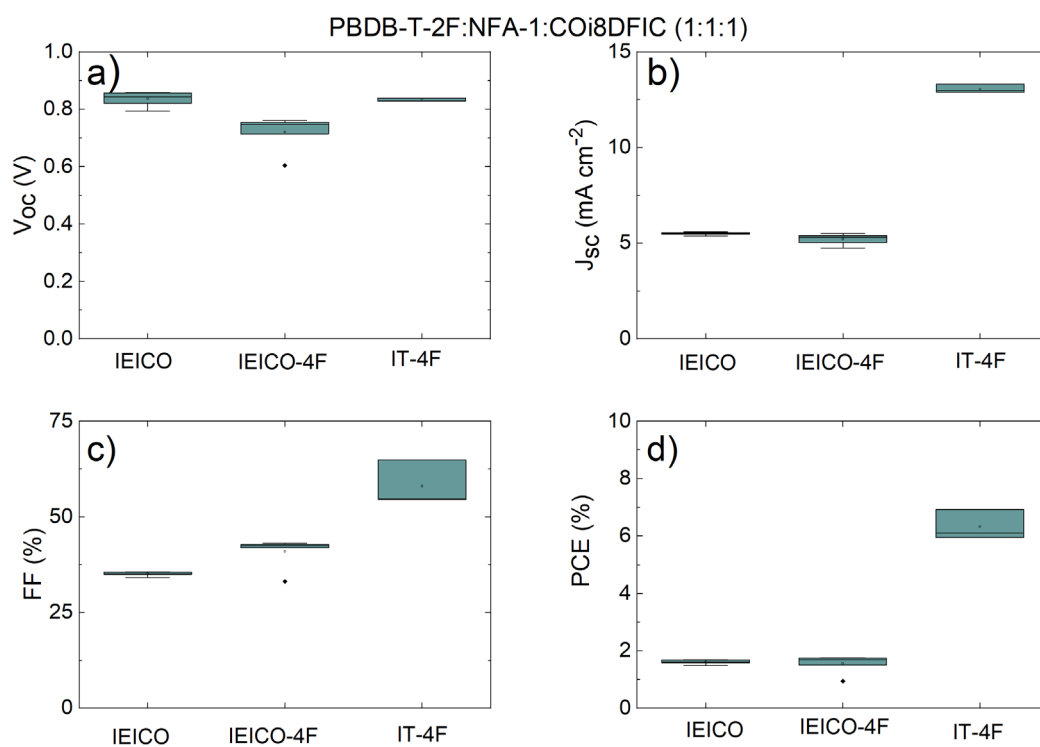 PBDB-T-2F:NFA-1:COi8DFIC (1:1:1)
a)
1.0
0.8
0.6
0.4
0.2
0.0
Voc (V)
IEICO IEICO-4F IT-4F
b)
15
10
5
0
Jsc (mA cm-2)
IEICO IEICO-4F IT-4F
c)
75
50
25
0
FF (%)
IEICO IEICO-4F IT-4F
d)
10
8
6
4
2
0
PCE (%)
IEICO IEICO-4F IT-4F